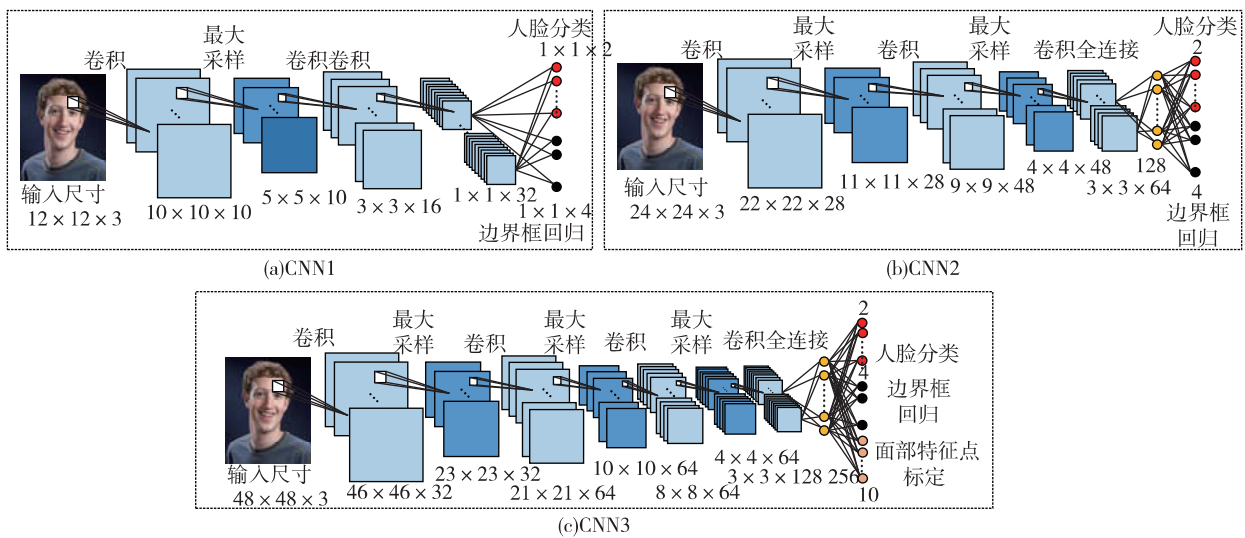 人脸分类
1 × 1 × 2
最大
采样
卷积
卷积卷积
输入尺寸
12 × 12 × 3
10 × 10 × 10
5 × 5 × 10
3 × 3 × 16
1 × 1 × 32
1 × 1 × 4
边界框回归
(a)CNN1
人脸分类
2
卷积
最大
采样
卷积
最大
采样
卷积全连接
输入尺寸
24 × 24 × 3
22 × 22 × 28
11 × 11 × 28
9 × 9 × 48
4 × 4 × 48
3 × 3 × 64
128
4
边界框
回归
(b)CNN2
卷积
最大
采样
卷积
最大
采样
卷积
最大
采样
卷积全连接
2
人脸分类
4
边界框
回归
面部特征点
标定
10
输入尺寸
48 × 48 × 3
46 × 46 × 32
23 × 23 × 32
21 × 21 × 64
10 × 10 × 64
8 × 8 × 64
4 × 4 × 64
3 × 3 × 128 256
(c)CNN3